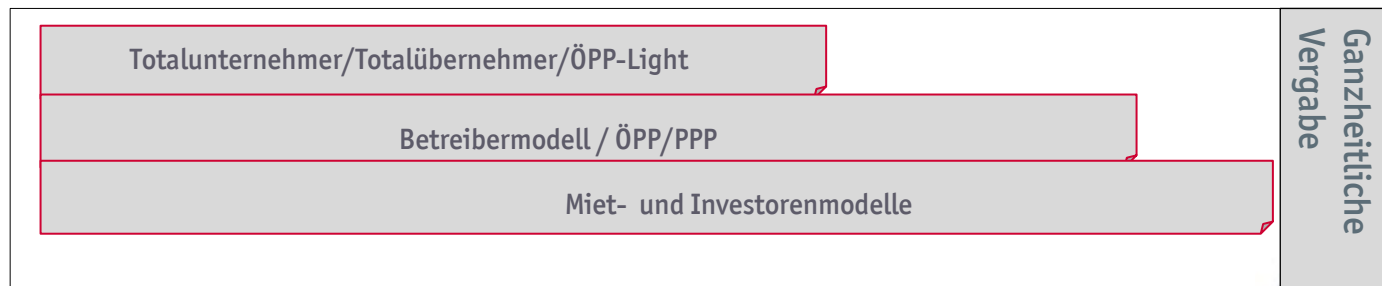 Totalunternehmer/Totalübernehmer/ÖPP-Light
Betreibermodell / ÖPP/PPP
Miet- und Investorenmodelle
Ganzheitliche
Vergabe